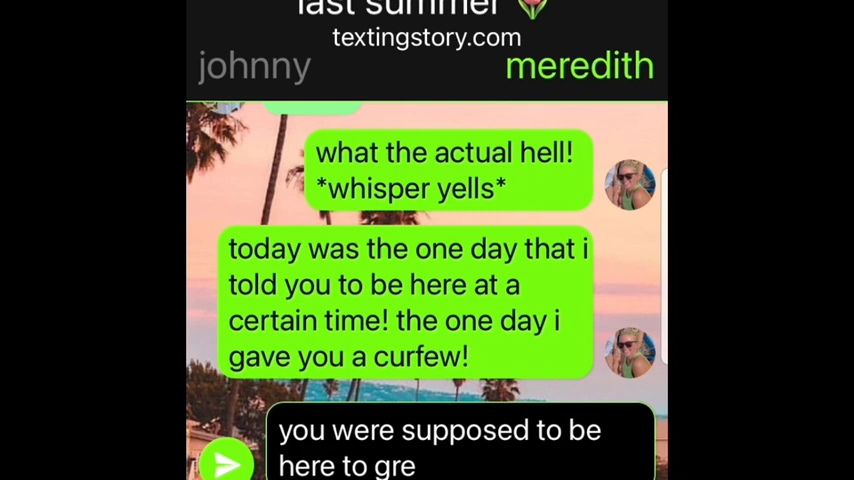 last summer 🌷
textingstory.com
johnny
meredith
what the actual hell!
*whisper yells*
today was the one day that i
told you to be here at a
certain time! the one day i
gave you a curfew!
you were supposed to be
here to gre